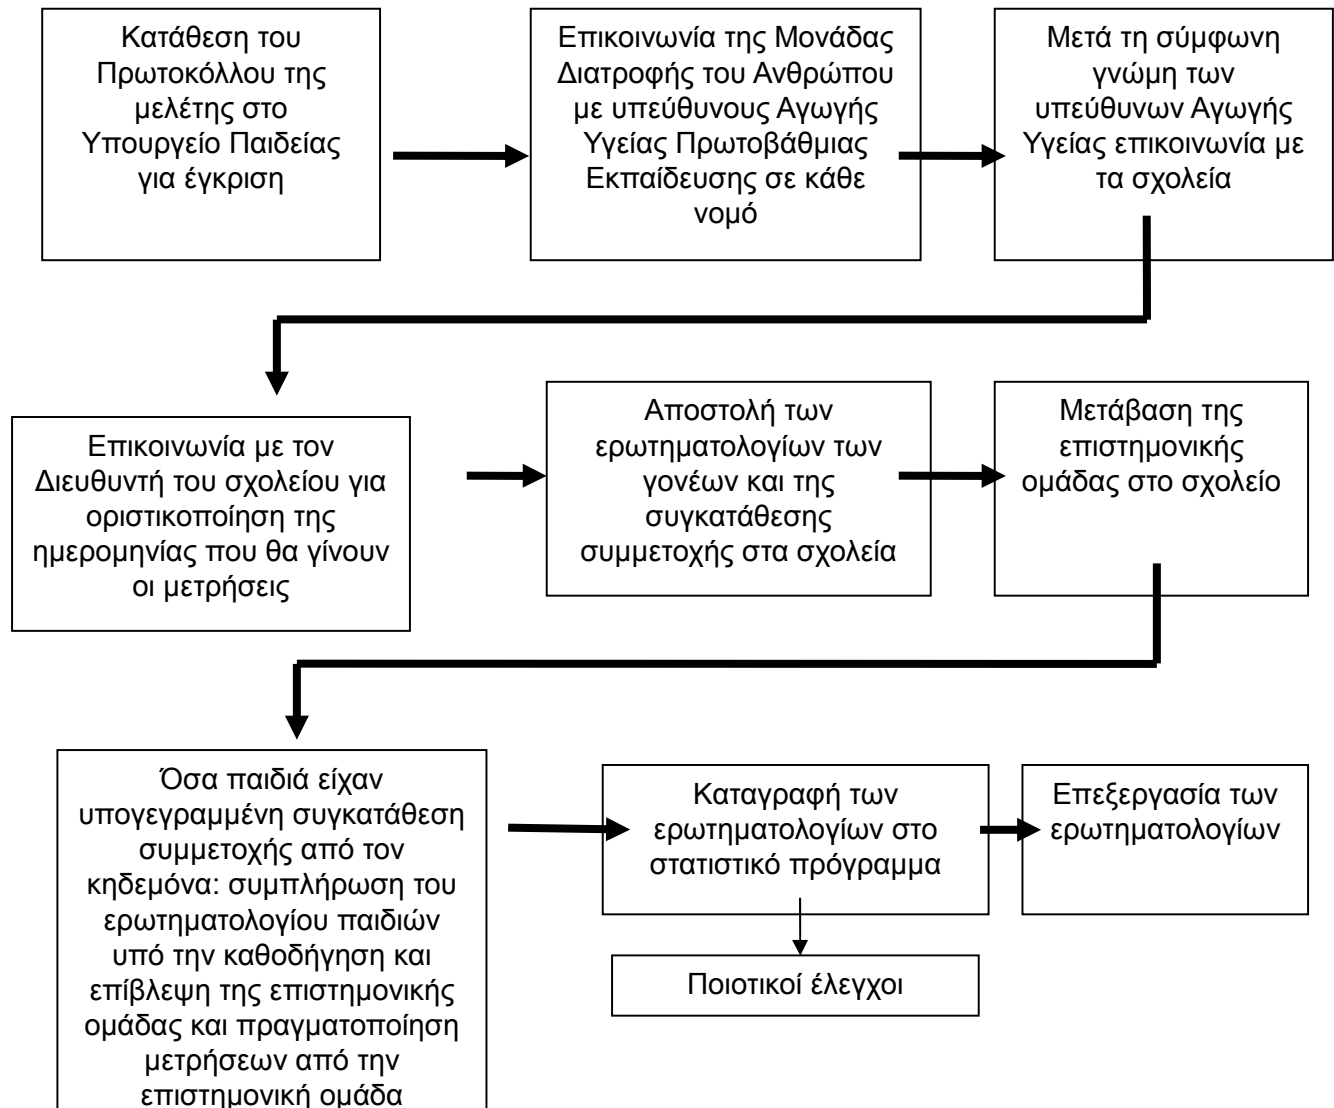 Κατάθεση του
Πρωτοκόλλου της
μελέτης στο
Υπουργείο Παιδείας
για έγκριση
Επικοινωνία της Μονάδας
Διατροφής του Ανθρώπου
με υπεύθυνους Αγωγής
Υγείας Πρωτοβάθμιας
Εκπαίδευσης σε κάθε
νομό
Μετά τη σύμφωνη
γνώμη των
υπεύθυνων Αγωγής
Υγείας επικοινωνία με
τα σχολεία
Επικοινωνία με τον
Διευθυντή του σχολείου για
οριστικοποίηση της
ημερομηνίας που θα γίνουν
οι μετρήσεις
Αποστολή των
ερωτηματολογίων των
γονέων και της
συγκατάθεσης
συμμετοχής στα σχολεία
Μετάβαση της
επιστημονικής
ομάδας στο σχολείο
Όσα παιδιά είχαν
υπογεγραμμένη συγκατάθεση
συμμετοχής από τον
κηδεμόνα: συμπλήρωση του
ερωτηματολογίου παιδιών
υπό την καθοδήγηση και
επίβλεψη της επιστημονικής
ομάδας και πραγματοποίηση
μετρήσεων από την
επιστημονική ομάδα
Καταγραφή των
ερωτηματολογίων στο
στατιστικό πρόγραμμα
Επεξεργασία των
ερωτηματολογίων
Ποιοτικοί έλεγχοι